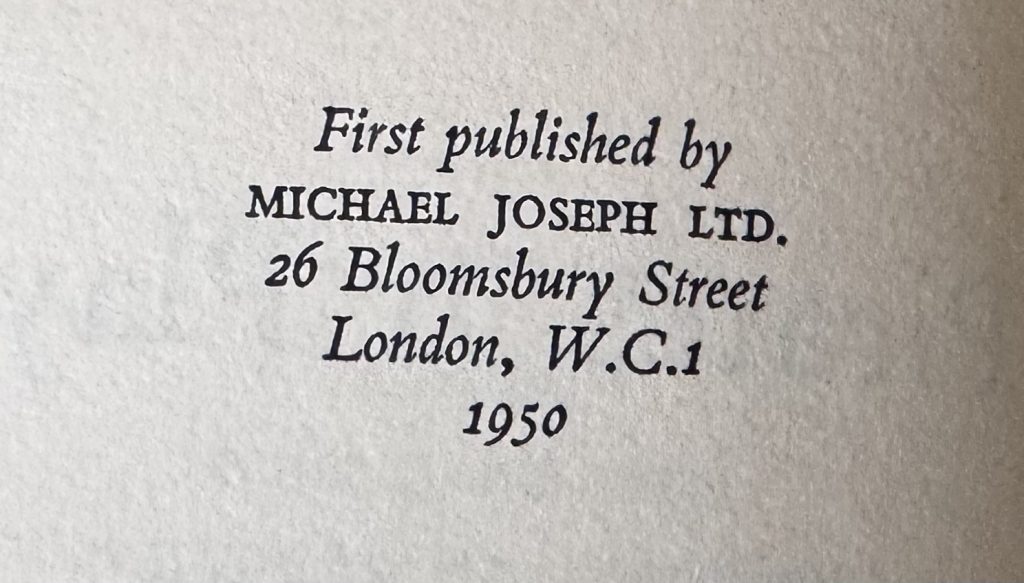 First published by
MICHAEL JOSEPH LTD.
26 Bloomsbury Street
London, W.C.1
1950